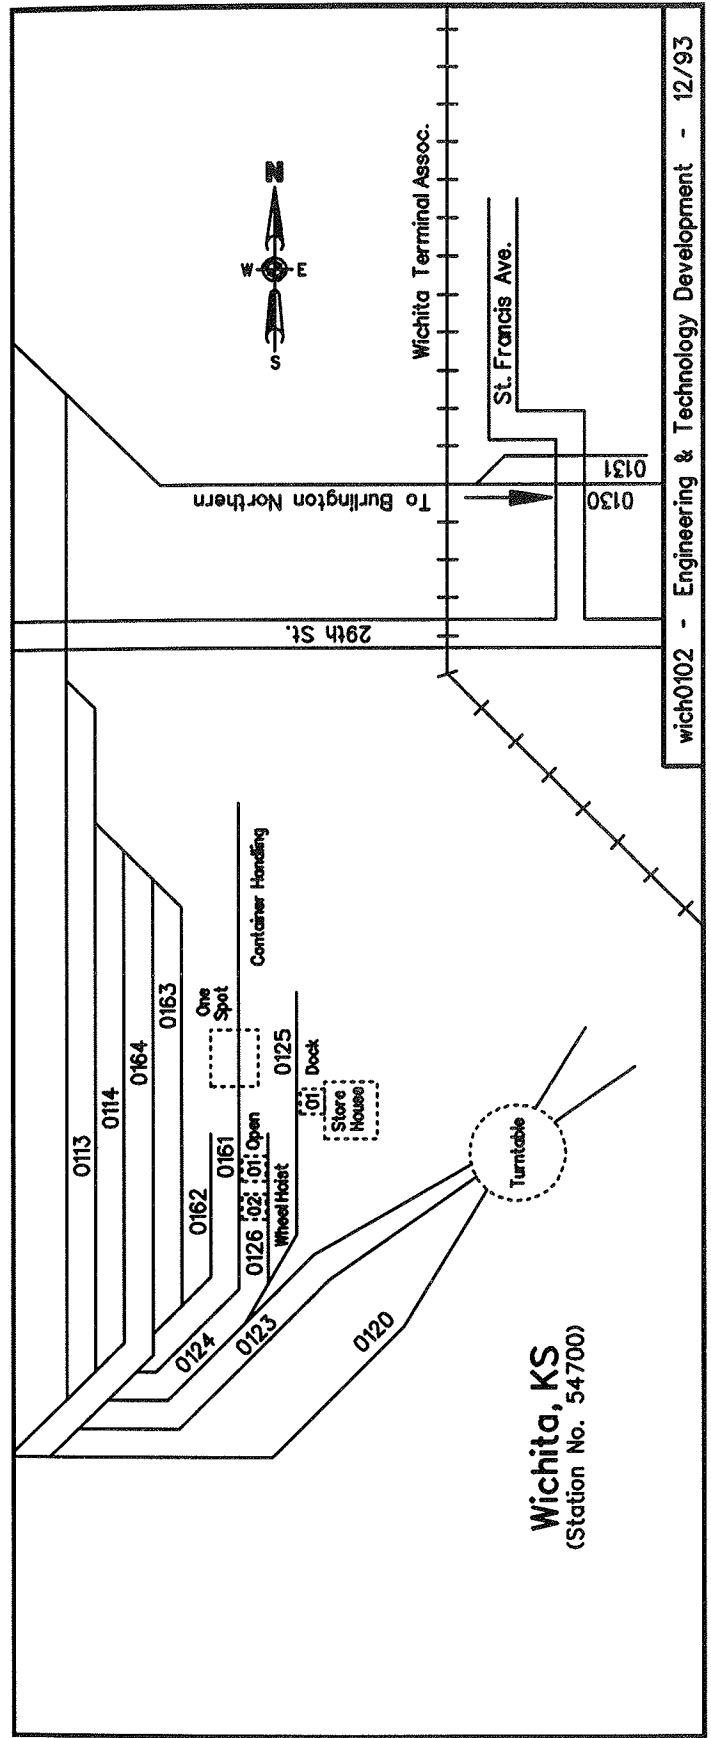 N
W
E
S
Wichita Terminal Assoc.
St. Francis Ave.
To Burlington Northern
0131
0130
29th St.
0113
0114
0164
0163
One
Spot
Container Handling
0162
0161
0126
02
01
Open
Wheel Hoist
0125
01
Dock
Store
House
0124
0123
0120
Turntable
Wichita, KS
(Station No. 54700)
wich0102 - Engineering & Technology Development - 12/93